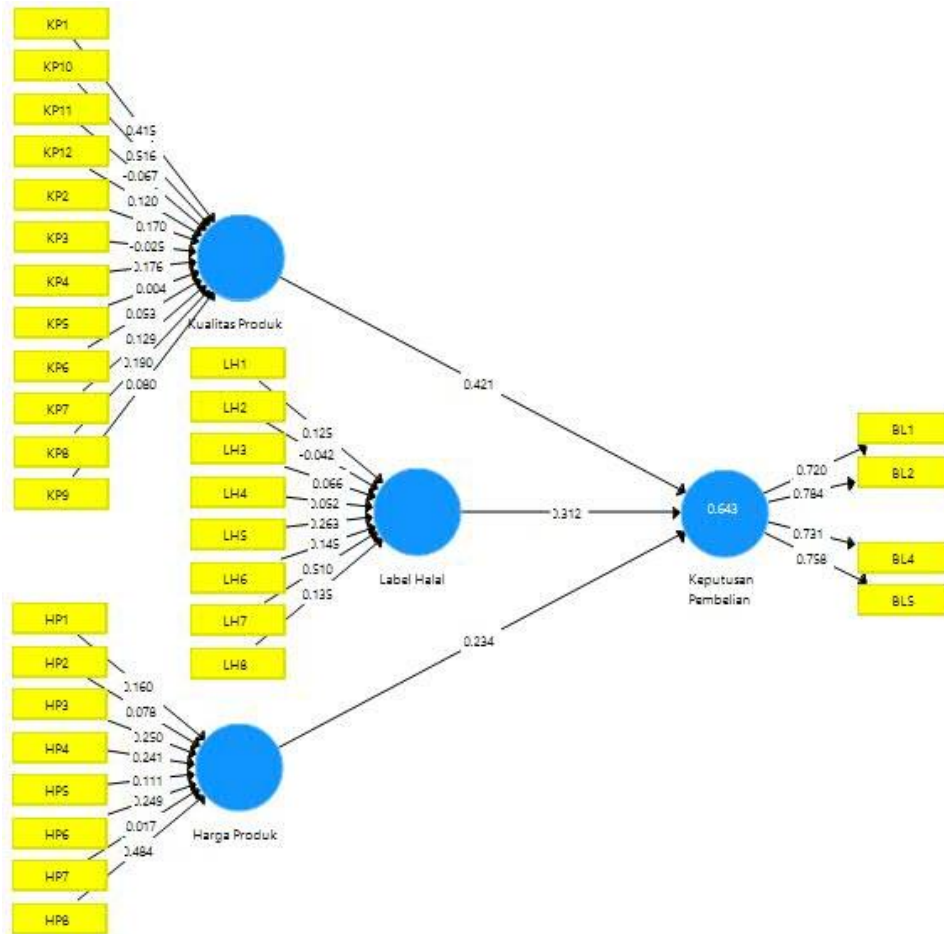 KP1
KP10
KP11
KP12
KP2
KP3
KP4
KP5
KP6
KP7
KP8
KP9
0.415
0.516
-0.067
0.120
0.170
-0.025
0.176
0.004
0.053
0.129
0.190
0.080
Kualitas Produk
LH1
LH2
LH3
LH4
LH5
LH6
LH7
LH8
0.125
-0.042
0.066
0.052
0.263
0.145
0.510
0.135
Label Halal
HP1
HP2
HP3
HP4
HP5
HP6
HP7
HP8
0.160
0.078
0.250
0.241
0.111
0.249
0.017
0.484
Harga Produk
0.421
0.312
0.234
0.643
Keputusan
Pembelian
0.720
0.784
0.731
0.758
BL1
BL2
BL4
BL5